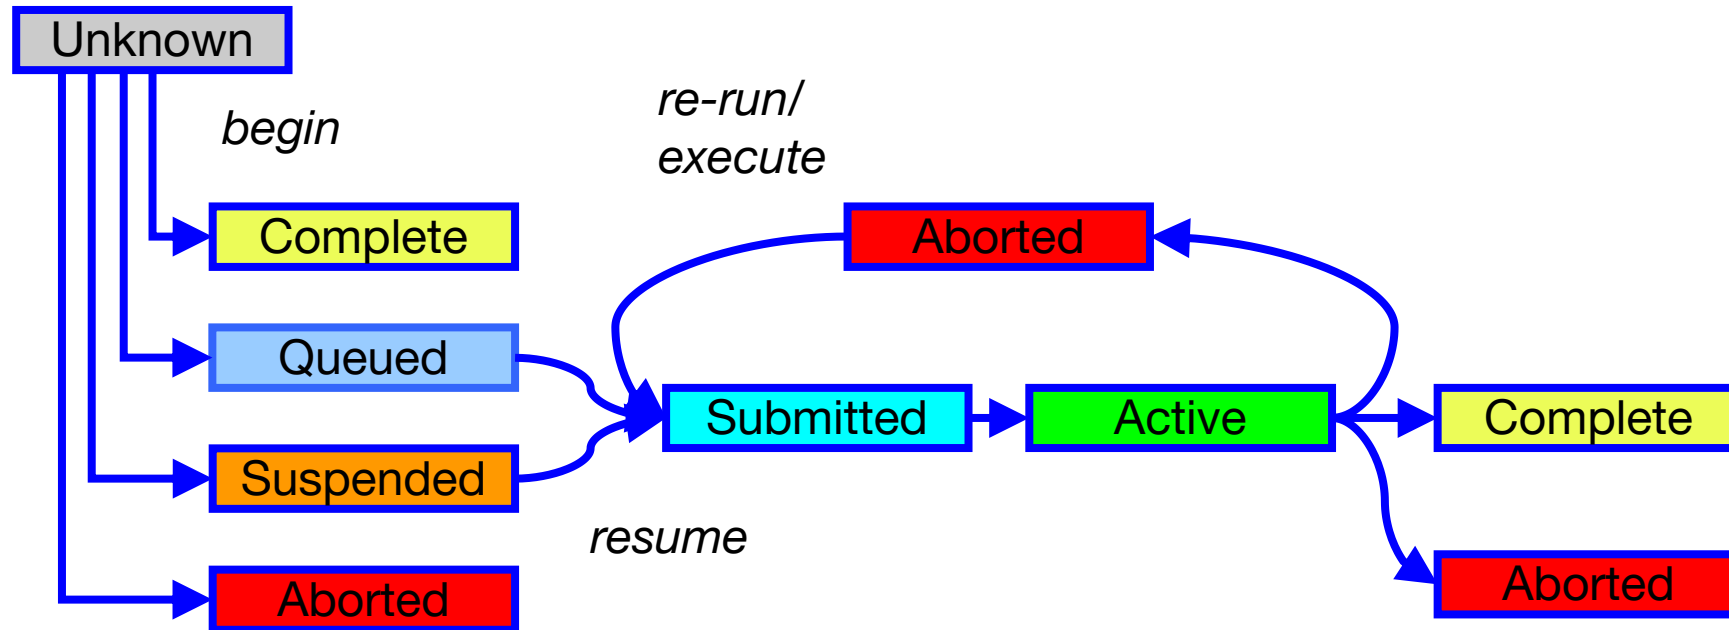 Unknown
begin
re-run/
execute
Complete
Aborted
Queued
Submitted
Active
Complete
Suspended
resume
Aborted
Aborted